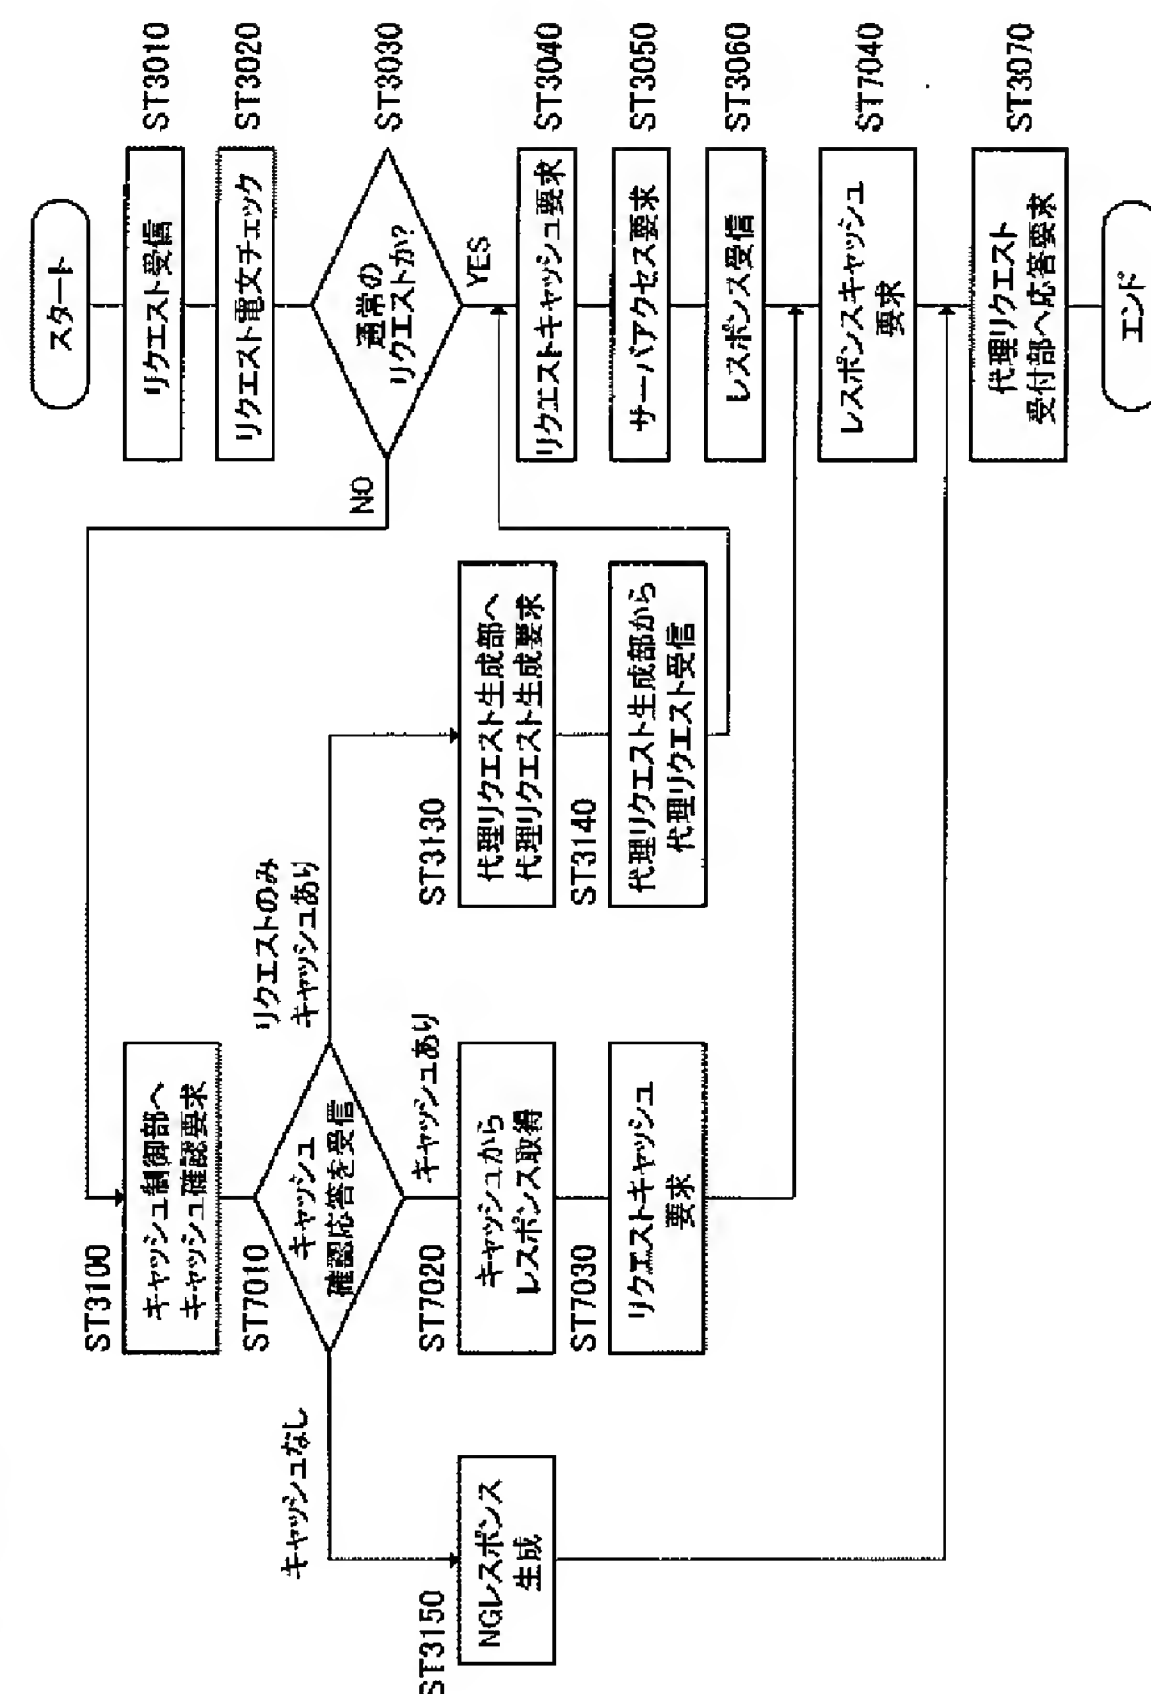 スタート
リクエスト受信
ST3010
リクエスト電文チェック
ST3020
通常の
リクエストか?
ST3030
YES
NO
リクエストキャッシュ要求
ST3040
サーバアクセス要求
ST3050
レスポンス受信
ST3060
レスポンスキャッシュ
要求
ST7040
代理リクエスト
受付部へ応答要求
ST3070
エンド
ST3100
キャッシュ制御部へ
キャッシュ確認要求
ST7010
キャッシュ
確認応答を受信
リクエストのみ
キャッシュあり
ST3130
代理リクエスト生成部へ
代理リクエスト生成要求
ST3140
代理リクエスト生成部から
代理リクエスト受信
キャッシュあり
ST7020
キャッシュから
レスポンス取得
ST7030
リクエストキャッシュ
要求
キャッシュなし
ST3150
NGレスポンス
生成